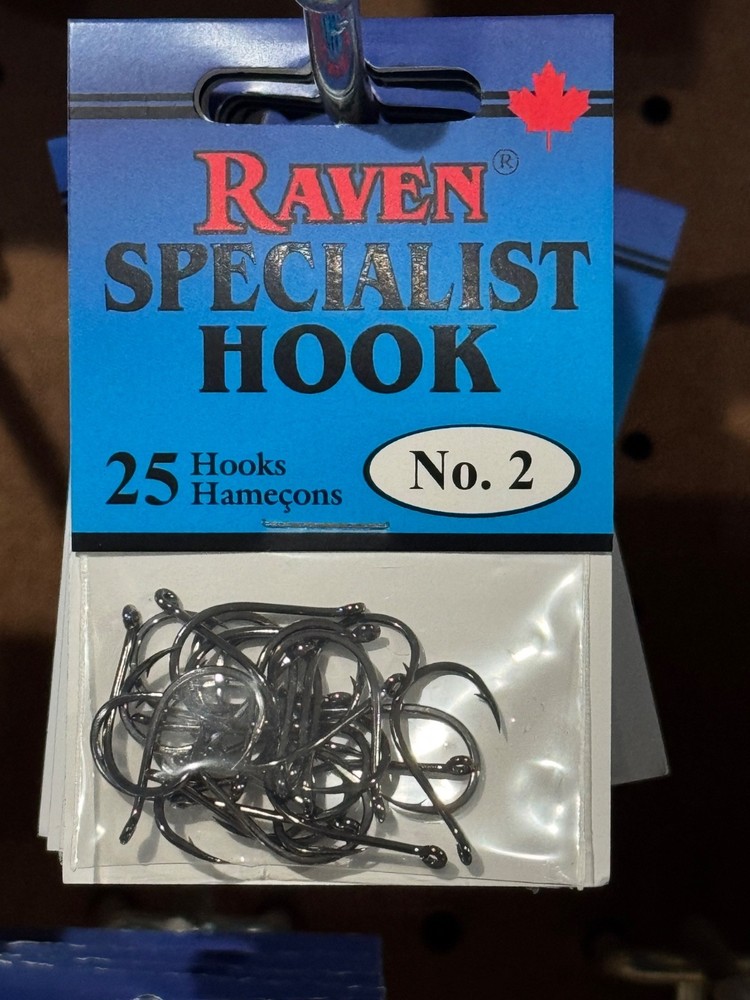 RAVEN®
SPECIALIST
HOOK
25 Hooks
Hameçons
No. 2